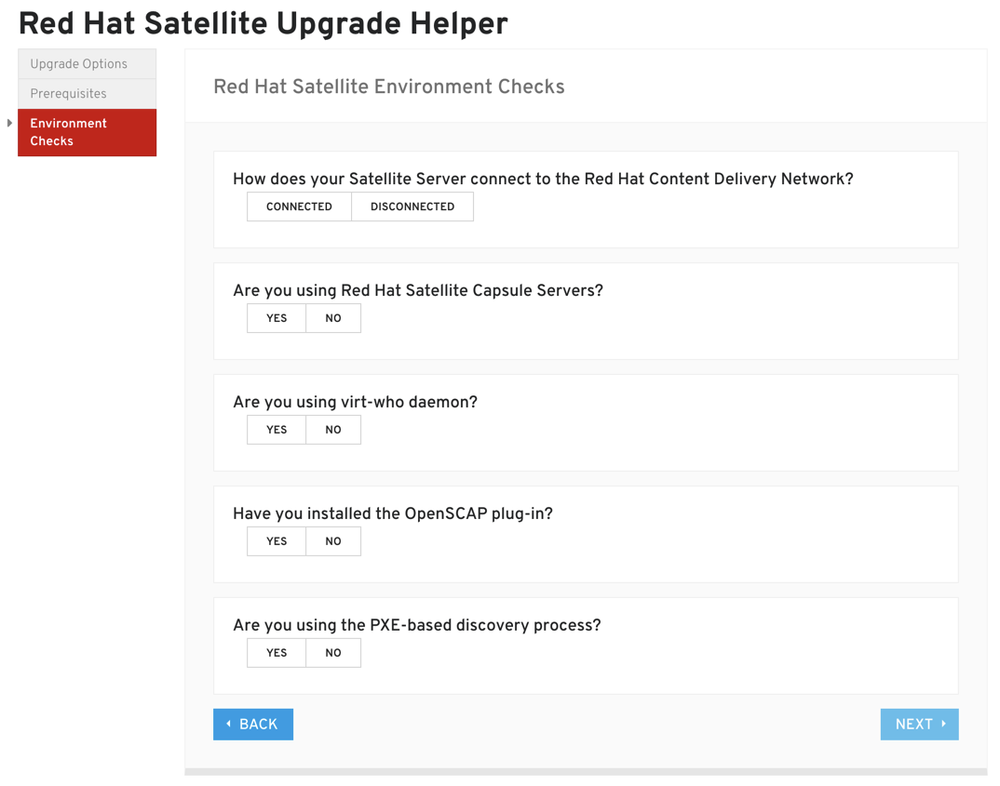 Red Hat Satellite Upgrade Helper
Upgrade Options
Prerequisites
Environment
Checks
Red Hat Satellite Environment Checks
How does your Satellite Server connect to the Red Hat Content Delivery Network?
CONNECTED DISCONNECTED
Are you using Red Hat Satellite Capsule Servers?
YES NO
Are you using virt-who daemon?
YES NO
Have you installed the OpenSCAP plug-in?
YES NO
Are you using the PXE-based discovery process?
YES NO
BACK NEXT